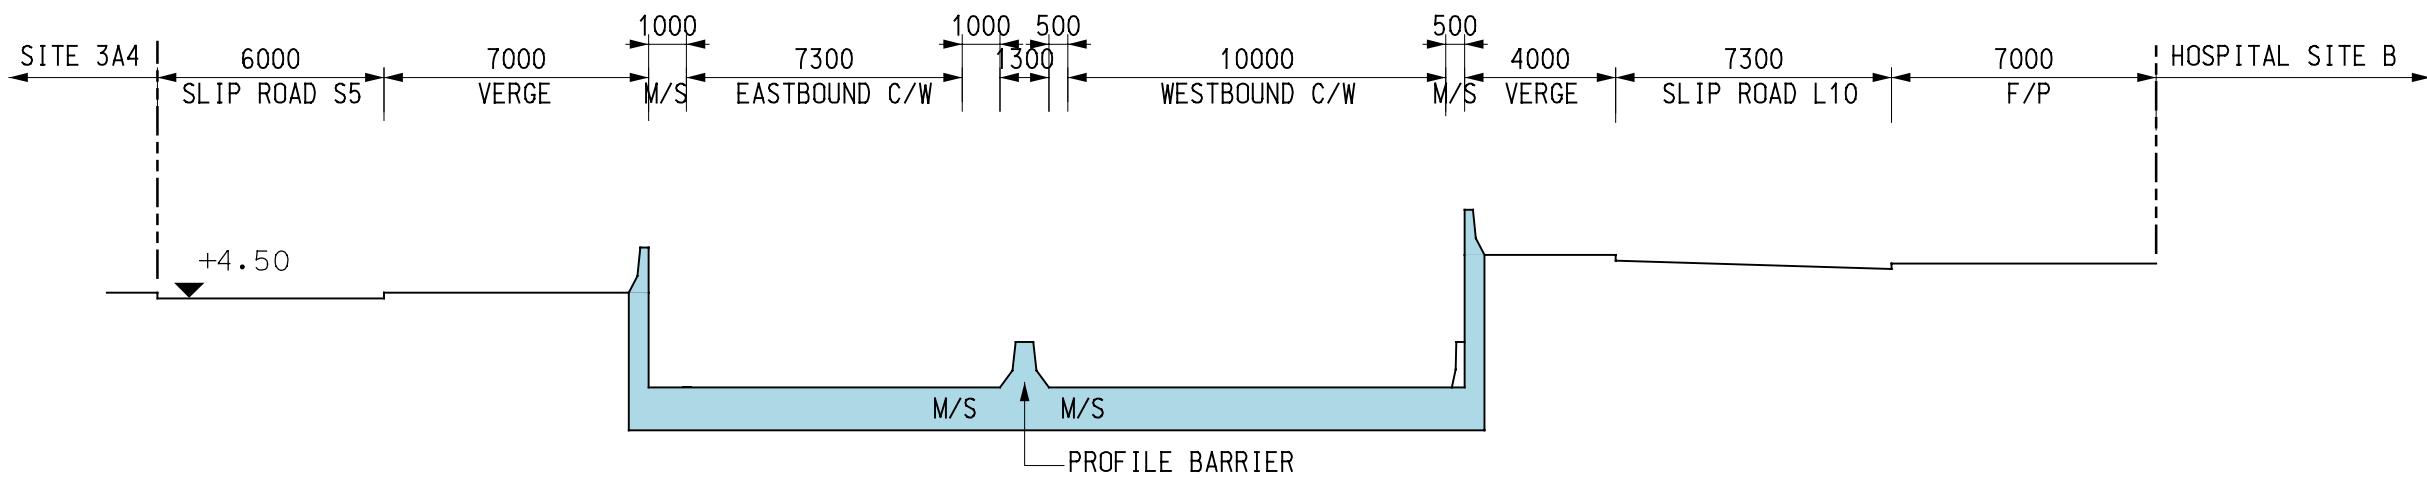 1000 1000 500 500
SITE 3A4 6000 7000 7300 1300 10000 4000 7300 7000 HOSPITAL SITE B
SLIP ROAD S5 VERGE M/S EASTBOUND C/W WESTBOUND C/W M/S VERGE SLIP ROAD L10 F/P
+4.50
M/S M/S
PROFILE BARRIER